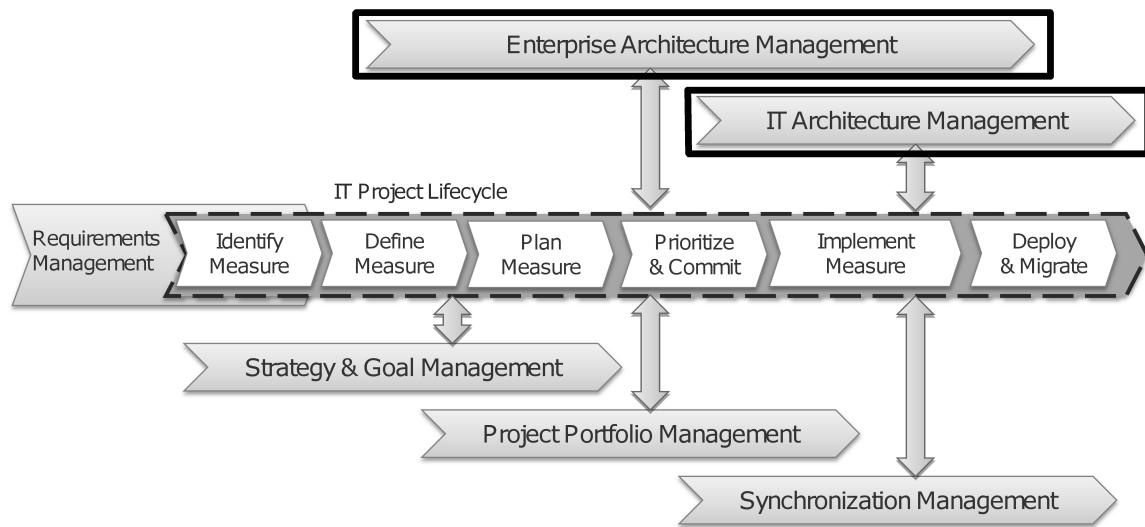 Enterprise Architecture Management
IT Architecture Management
IT Project Lifecycle
Requirements
Management
Identify
Measure
Define
Measure
Plan
Measure
Prioritize
& Commit
Implement
Measure
Deploy
& Migrate
Strategy & Goal Management
Project Portfolio Management
Synchronization Management